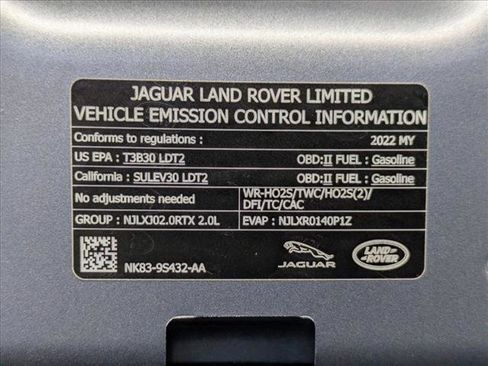 JAGUAR LAND ROVER LIMITED
VEHICLE EMISSION CONTROL INFORMATION
Conforms to regulations : 2022 MY
US EPA : T3B30 LDT2 OBD:II FUEL : Gasoline
California : SULEV30 LDT2 OBD:II FUEL : Gasoline
No adjustments needed WR-HO2S/TWC/HO2S(2)/
DFI/TC/CAC
GROUP : NJLXJ02.0RTX 2.0L EVAP : NJLXR0140P1Z
NK83-9S432-AA
JAGUAR
LAND-
ROVER